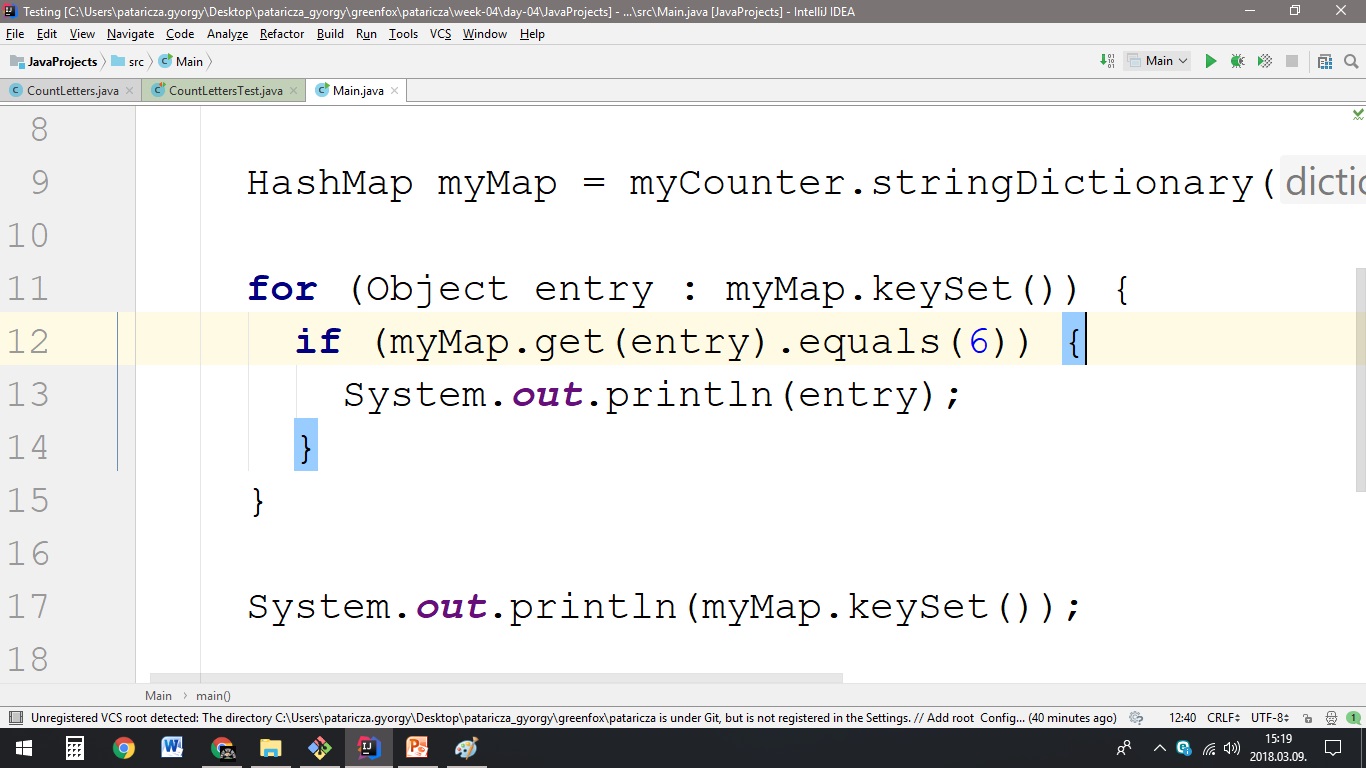 Testing [C:\Users\pataricza.gyorgy\Desktop\pataricza_gyorgy\greenfox\pataricza\week-04\day-04\JavaProjects] - ...\src\Main.java [JavaProjects] - IntelliJ IDEA
File Edit View Navigate Code Analyze Refactor Build Run Tools VCS Window Help
JavaProjects src Main Main
CountLetters.java CountLettersTest.java Main.java
8
9 HashMap myMap = myCounter.stringDictionary(
10
11 for (Object entry : myMap.keySet()) {
12 if (myMap.get(entry).equals(6)) {
13 System.out.println(entry);
14 }
15 }
16
17 System.out.println(myMap.keySet());
18
Main main()
Unregistered VCS root detected: The directory C:\Users\pataricza.gyorgy\Desktop\pataricza_gyorgy\greenfox\pataricza is under Git, but is not registered in the Settings. // Add root Config... (40 minutes ago) 12:40 CRLF UTF-8 1
15:19
2018.03.09.